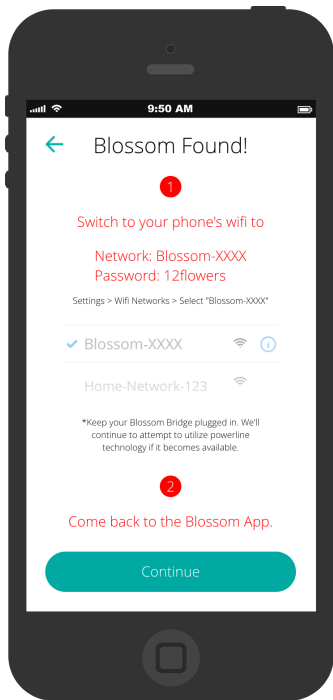 9:50 AM
Blossom Found!
1
Switch to your phone's wifi to
Network: Blossom-XXXX
Password: 12flowers
Settings > Wifi Networks > Select "Blossom-XXXX"
Blossom-XXXX
i
Home-Network-123
*Keep your Blossom Bridge plugged in. We'll
continue to attempt to utilize powerline
technology if it becomes available.
2
Come back to the Blossom App.
Continue